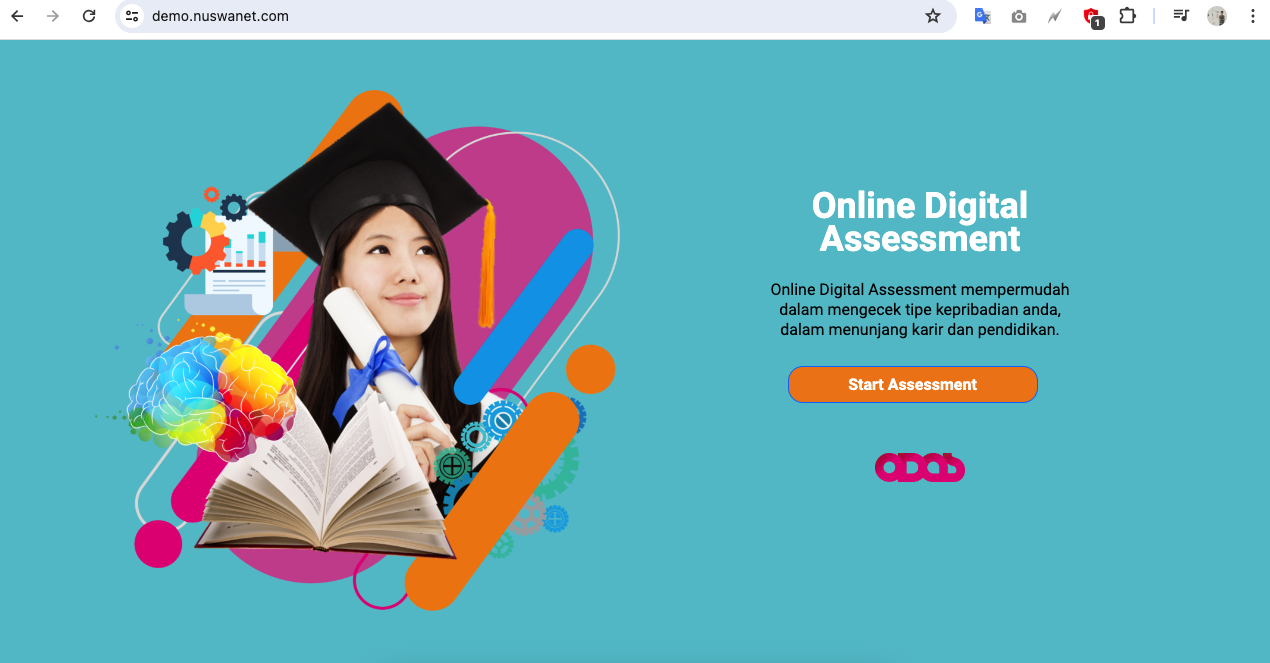 demo.nuswanet.com
1
Online Digital
Assessment
Online Digital Assessment mempermudah
dalam mengecek tipe kepribadian anda,
dalam menunjang karir dan pendidikan.
Start Assessment